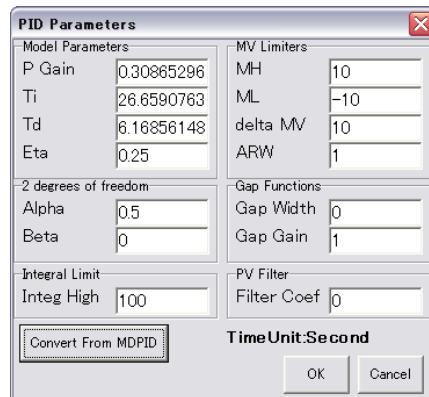 PID Parameters
Model Parameters
P Gain 0.30865296
Ti 26.6590763
Td 6.16856148
Eta 0.25
MV Limiters
MH 10
ML -10
delta MV 10
ARW 1
2 degrees of freedom
Alpha 0.5
Beta 0
Gap Functions
Gap Width 0
Gap Gain 1
Integral Limit
Integ High 100
PV Filter
Filter Coef 0
Convert From MDPID
TimeUnit:Second
OK Cancel